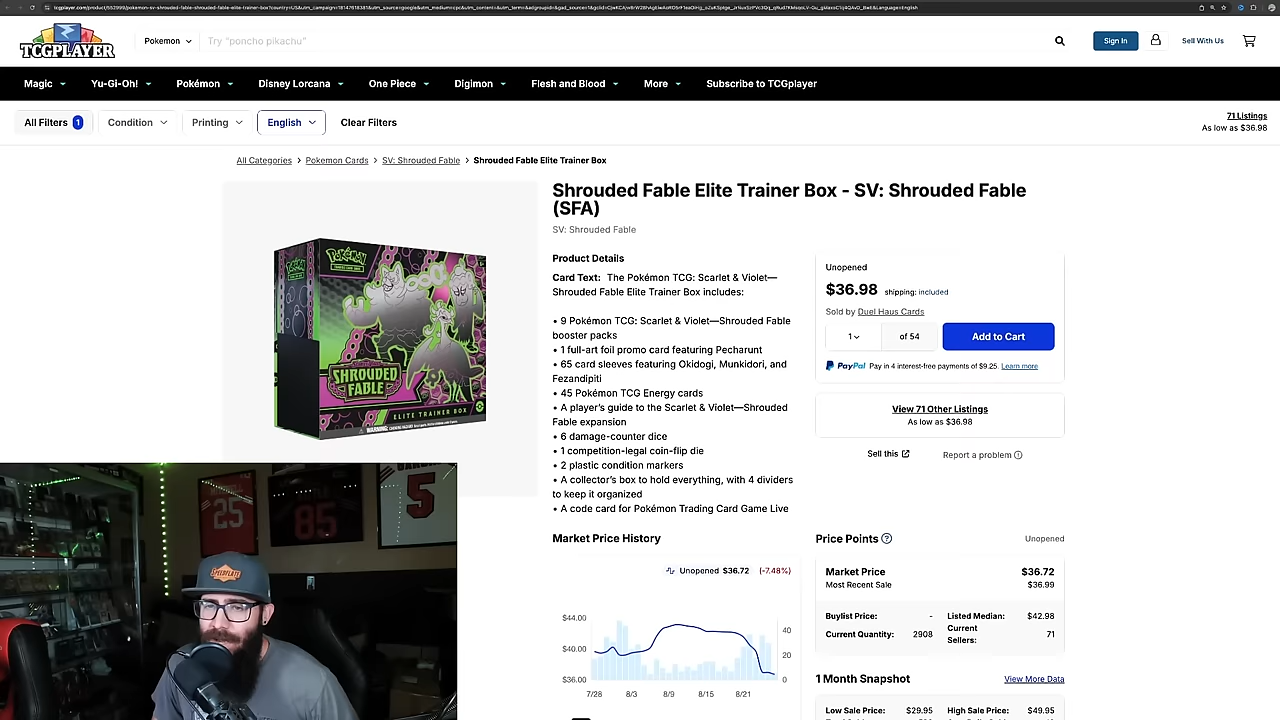 TCGPLAYER
Pokemon
Try "poncho pikachu"
Sign In
Sell With Us
Magic
Yu-Gi-Oh!
Pokémon
Disney Lorcana
One Piece
Digimon
Flesh and Blood
More
Subscribe to TCGplayer
All Filters 1
Condition
Printing
English
Clear Filters
71 Listings
As low as $36.98
All Categories > Pokemon Cards > SV: Shrouded Fable > Shrouded Fable Elite Trainer Box
Pokémon
SHROUDED
FABLE
ELITE TRAINER BOX
Shrouded Fable Elite Trainer Box - SV: Shrouded Fable
(SFA)
SV: Shrouded Fable
Product Details
Card Text: The Pokémon TCG: Scarlet & Violet—
Shrouded Fable Elite Trainer Box includes:
• 9 Pokémon TCG: Scarlet & Violet—Shrouded Fable
booster packs
• 1 full-art foil promo card featuring Pecharunt
• 65 card sleeves featuring Okidogi, Munkidori, and
Fezandipiti
• 45 Pokémon TCG Energy cards
• A player's guide to the Scarlet & Violet—Shrouded
Fable expansion
• 6 damage-counter dice
• 1 competition-legal coin-flip die
• 2 plastic condition markers
• A collector's box to hold everything, with 4 dividers
to keep it organized
• A code card for Pokémon Trading Card Game Live
Unopened
$36.98 shipping: included
Sold by Duel Haus Cards
1 of 54
Add to Cart
PayPal Pay in 4 interest-free payments of $9.25. Learn more
View 71 Other Listings
As low as $36.98
Sell this
Report a problem
Market Price History
Unopened $36.72 (-7.48%)
$44.00
$40.00
$36.00
40
20
0
7/28
8/3
8/9
8/15
8/21
Price Points
Unopened
Market Price $36.72
Most Recent Sale $36.99
Buylist Price: -
Listed Median: $42.98
Current Quantity: 2908
Current
Sellers: 71
1 Month Snapshot
View More Data
Low Sale Price: $29.95
High Sale Price: $49.95
25
85
5
SPEEDFLATE